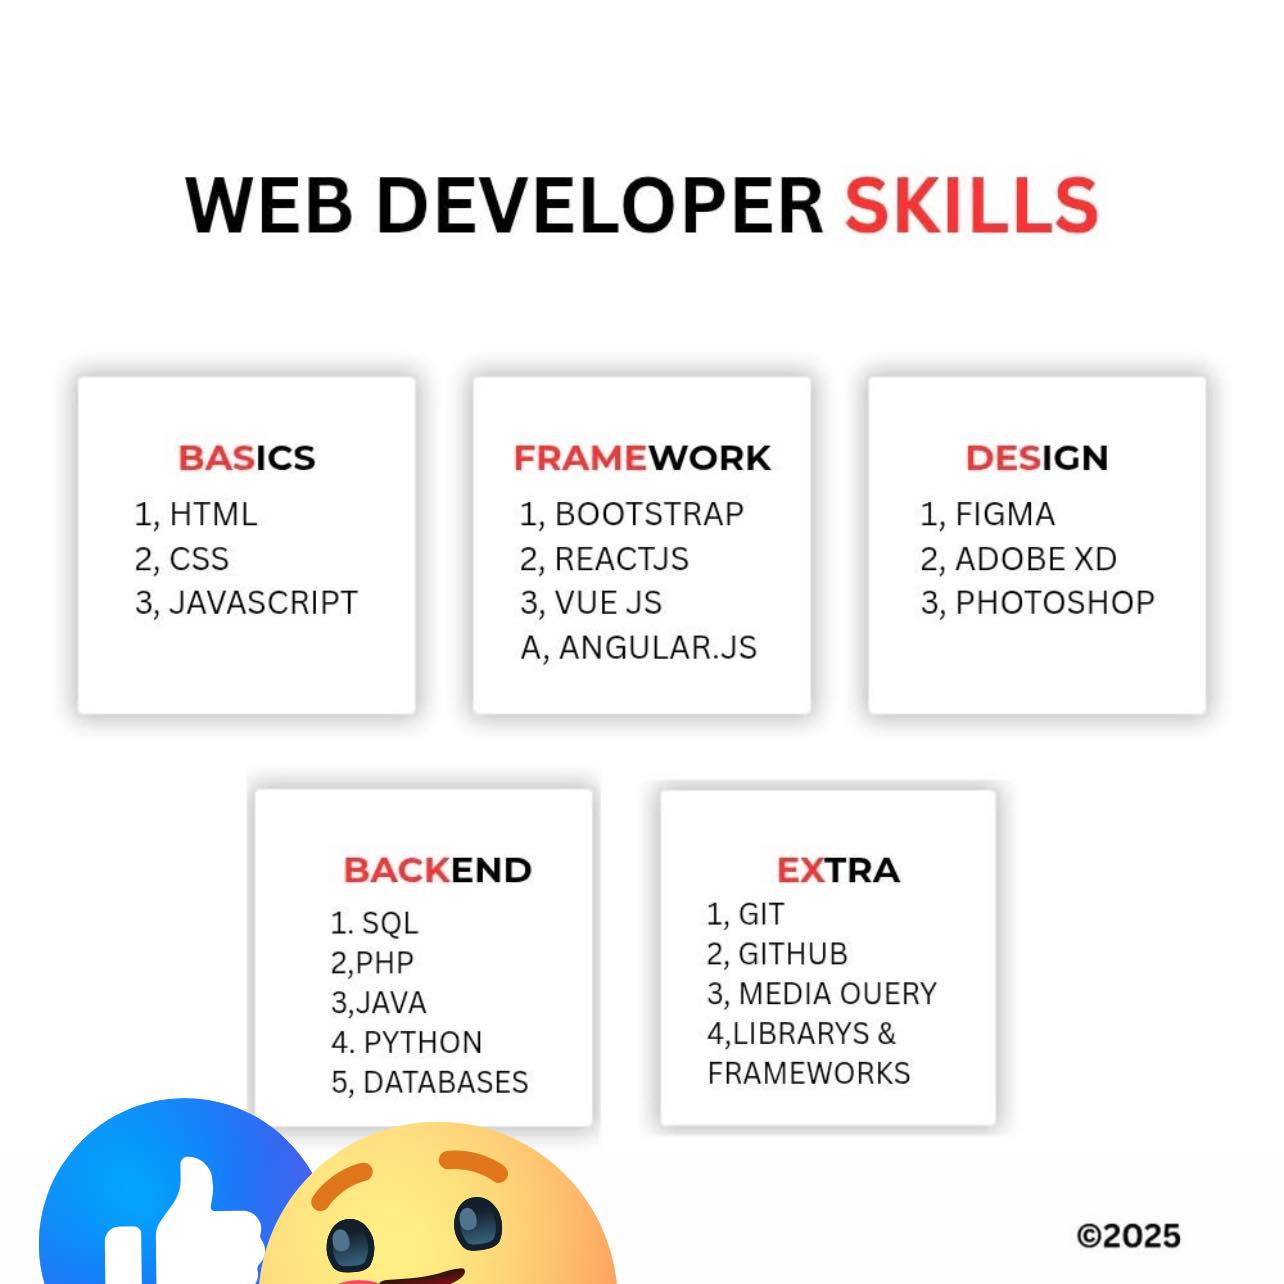 WEB DEVELOPER SKILLS
BASICS
1, HTML
2, CSS
3, JAVASCRIPT
FRAMEWORK
1, BOOTSTRAP
2, REACTJS
3, VUE JS
A, ANGULAR.JS
DESIGN
1, FIGMA
2, ADOBE XD
3, PHOTOSHOP
BACKEND
1. SQL
2,PHP
3,JAVA
4. PYTHON
5, DATABASES
EXTRA
1, GIT
2, GITHUB
3, MEDIA OUERY
4,LIBRARYS &
FRAMEWORKS
©2025